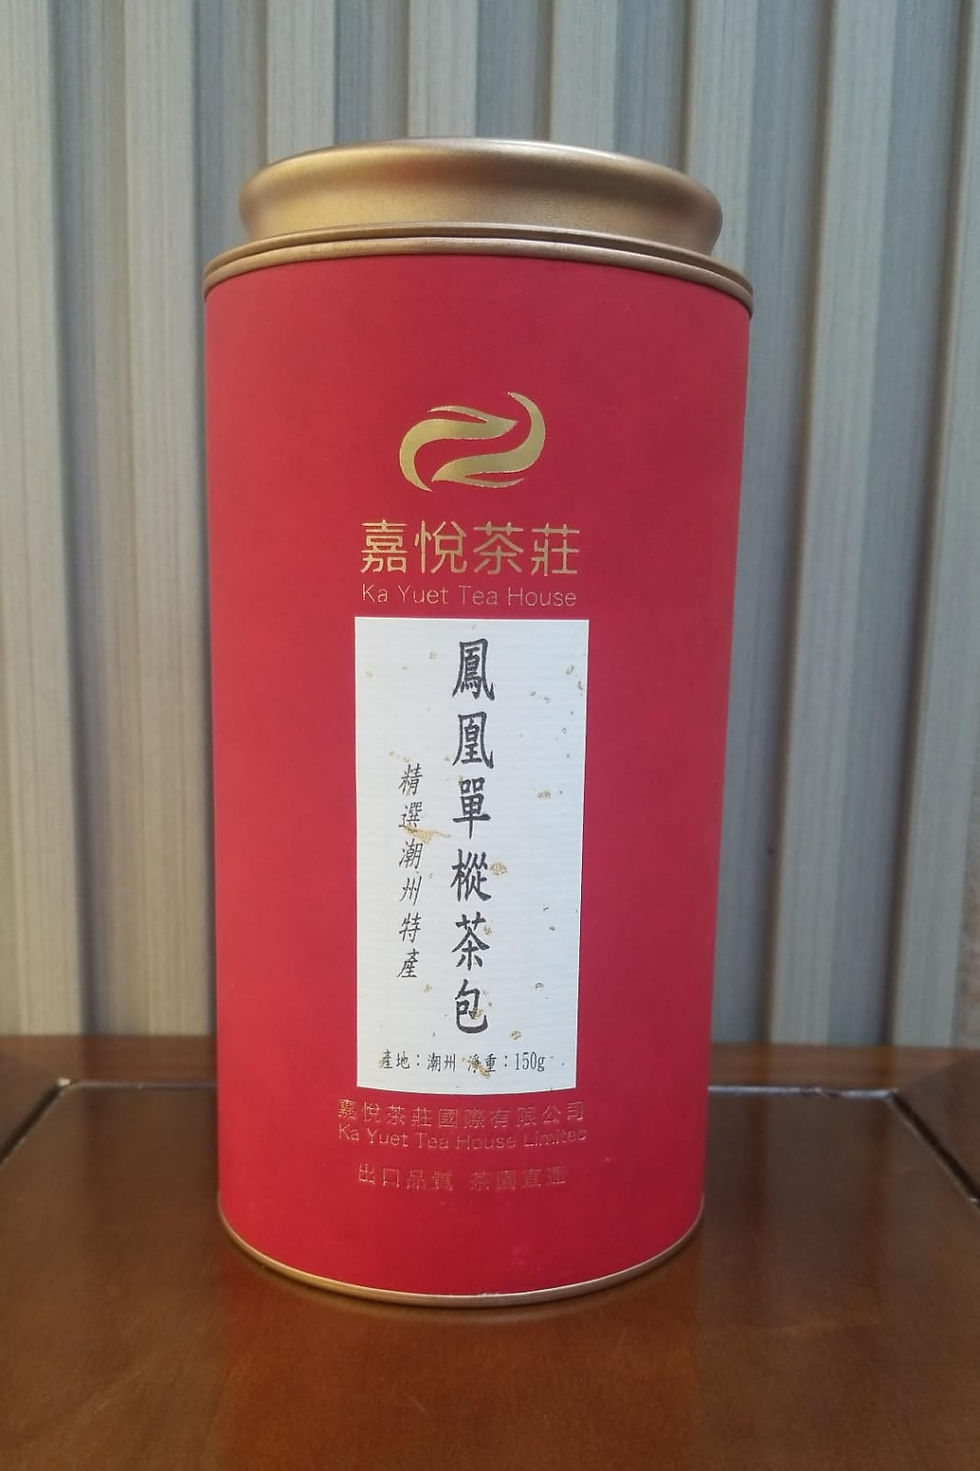 嘉悅茶莊
Ka Yuet Tea House
鳳凰單樅茶包
精選潮州特產
產地：潮州 淨重：150g
嘉悅茶莊國際有限公司
Ka Yuet Tea House Limited
出口品質 茶園直運